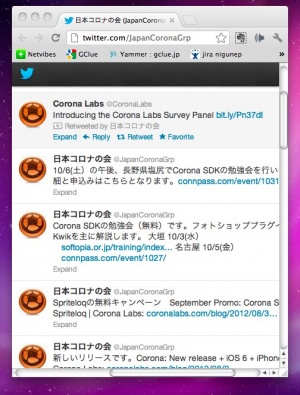 日本コロナの会 (JapanCoronaG
twitter.com/JapanCoronaGrp
Netvibes GClue Yammer : gclue.jp jira nigunep
Corona Labs @CoronaLabs
Introducing the Corona Labs Survey Panel bit.ly/Pn37dI
Retweeted by 日本コロナの会
Expand Reply Retweet Favorite
日本コロナの会 @JapanCoronaGrp
10/6(土）の午後、長野県塩尻でCorona SDKの勉強会を行い
細と申込みはこちらとなります。connpass.com/event/1031
Expand
日本コロナの会 @JapanCoronaGrp
Corona SDKの勉強会（無料）です。フォトショッププラグイ
Kwikを主に解説します。 大垣 10/3(水）
softopia.or.jp/training/index... 名古屋 10/5(金）
connpass.com/event/1027/
Expand
日本コロナの会 @JapanCoronaGrp
Spriteloqの無料キャンペーン September Promo: Corona S
Spriteloq | Corona Labs: coronalabs.com/blog/2012/08/3...
Expand
日本コロナの会 @JapanCoronaGrp
新しいリリースです。Corona: New release + iOS 6 + iPhone